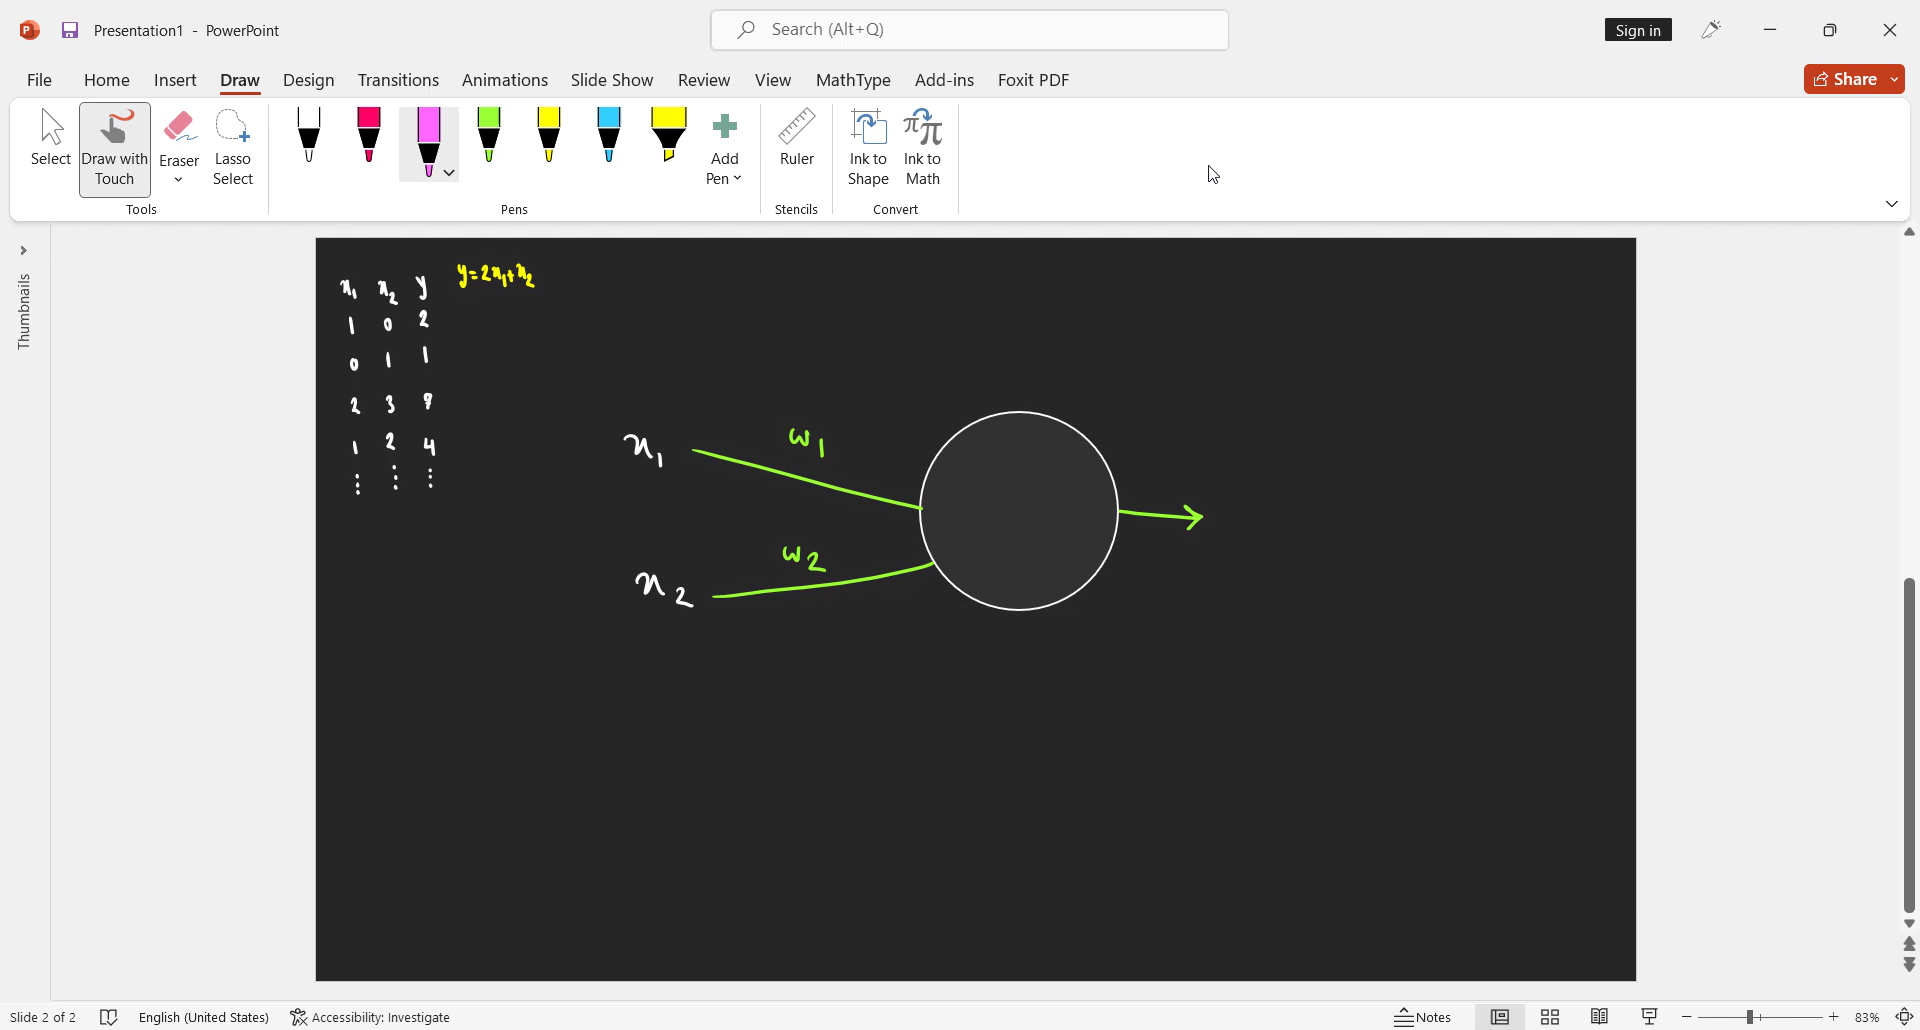 Presentation1 - PowerPoint
Search (Alt+Q)
Sign in
File Home Insert Draw Design Transitions Animations Slide Show Review View MathType Add-ins Foxit PDF
Share
Select
Draw with Touch
Eraser
Lasso Select
Add Pen
Ruler
Ink to Shape
Ink to Math
Tools
Pens
Stencils
Convert
Thumbnails
x₁ x₂ y
y=2x₁+x₂
1 0 2
0 1 1
2 3 7
1 2 4
⋮ ⋮ ⋮
x₁
w₁
w₂
x₂
Slide 2 of 2
English (United States)
Accessibility: Investigate
Notes
83%